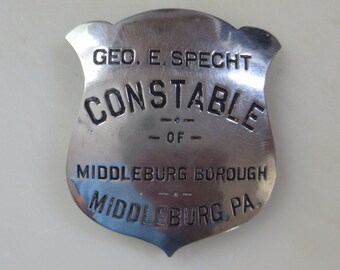 GEO. E. SPECHT
CONSTABLE
- OF -
MIDDLEBURG BOROUGH
MIDDLEBURG, PA.